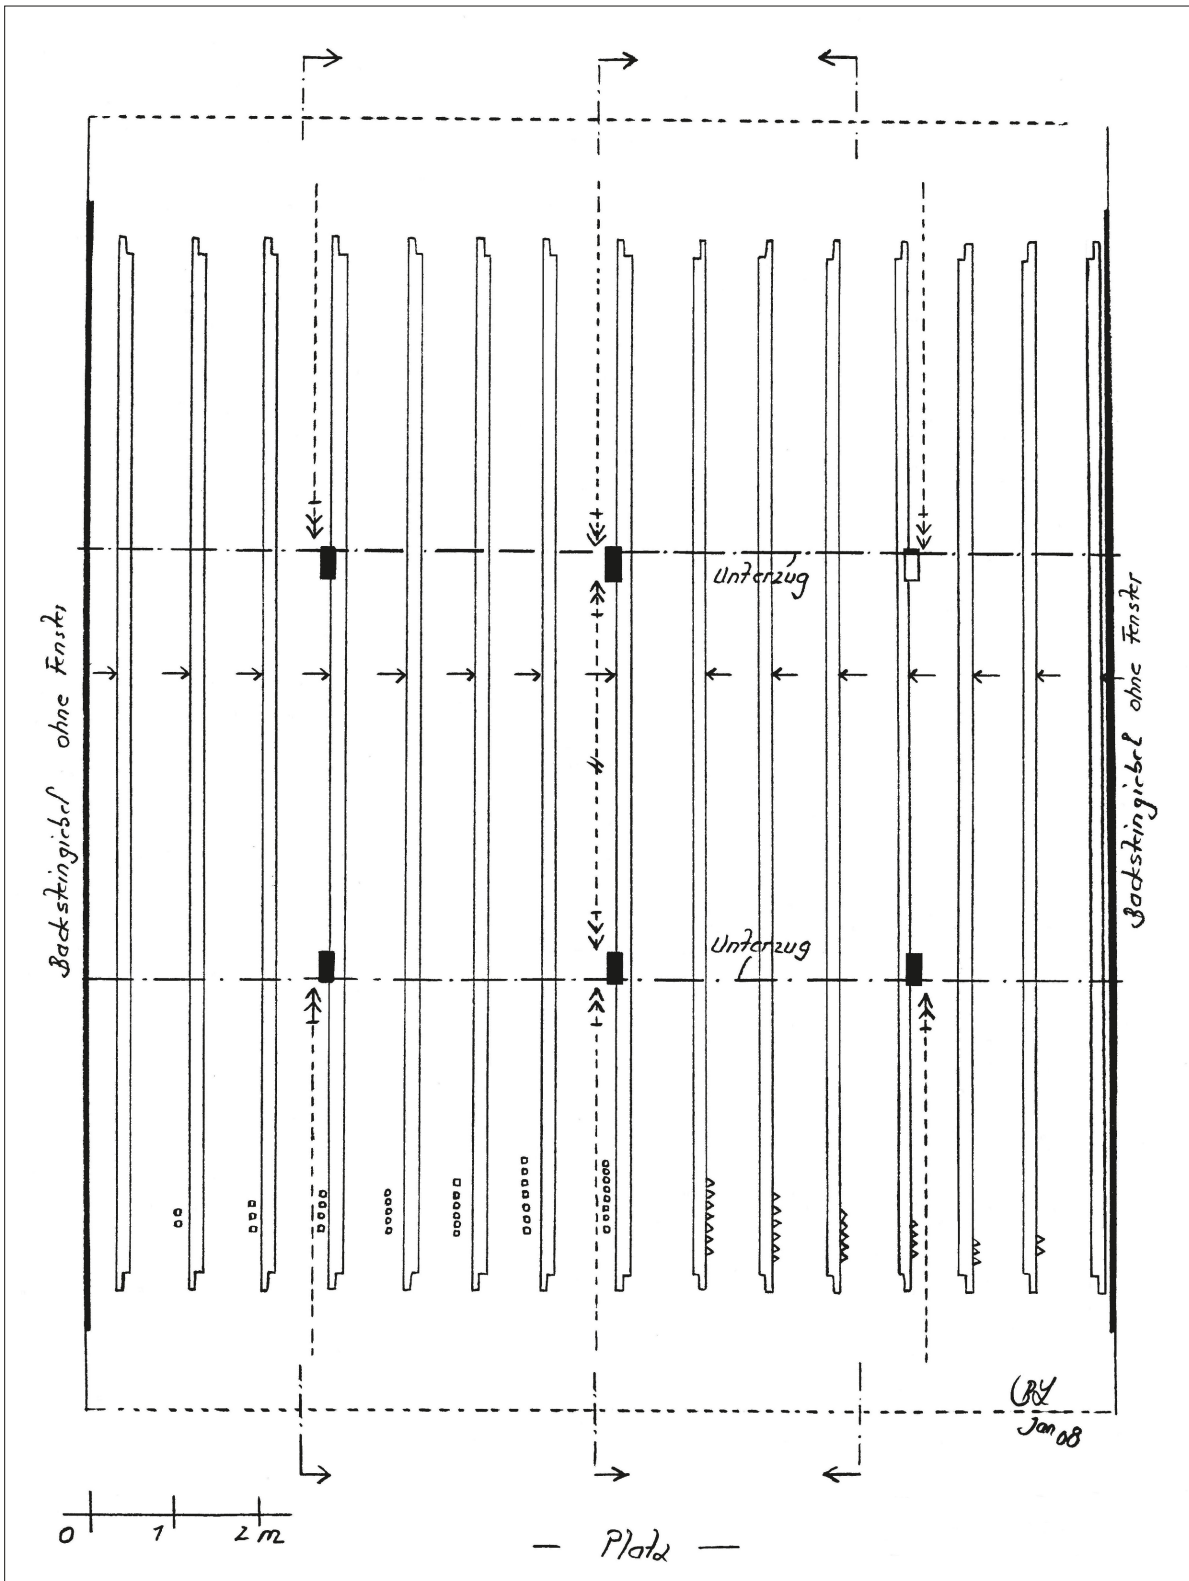 Unterzug
Backsteingiebel ohne Fenster
Backsteingiebel ohne Fenster
Unterzug
Jan 08
0 1 2 m
— Platz —